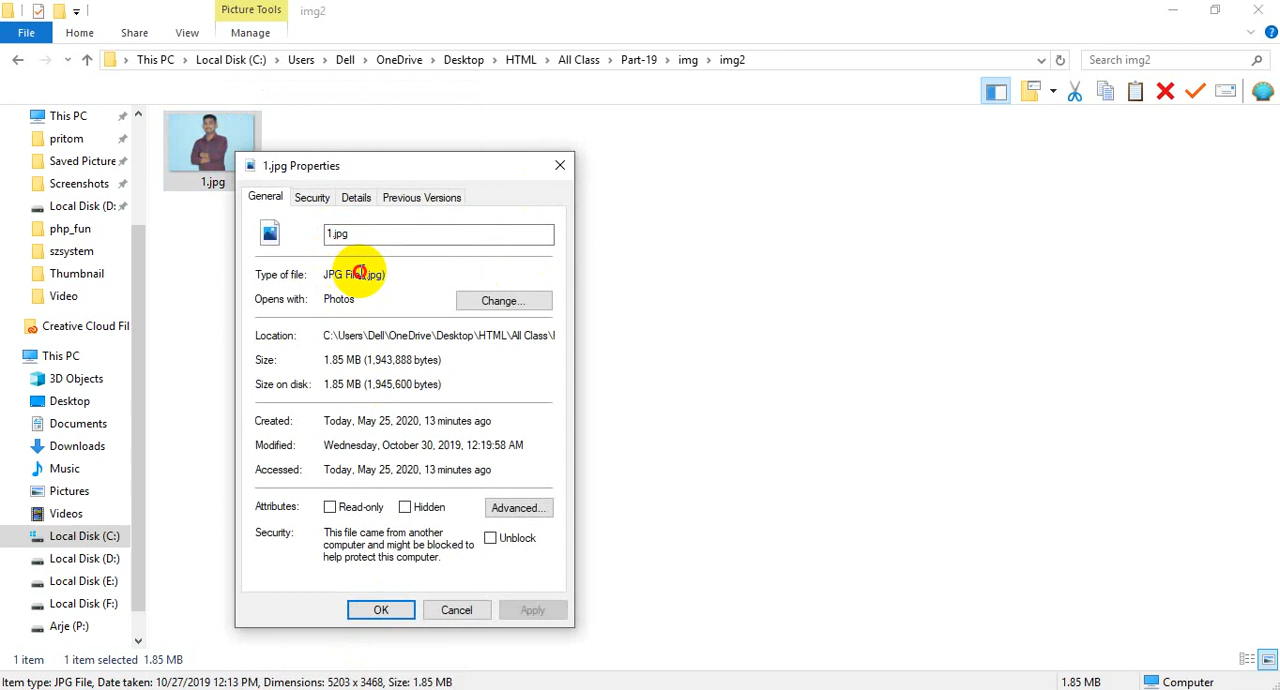 Picture Tools
img2
File
Home
Share
View
Manage
This PC
Local Disk (C:)
Users
Dell
OneDrive
Desktop
HTML
All Class
Part-19
img
img2
Search img2
This PC
pritom
Saved Picture
Screenshots
Local Disk (D:
php_fun
szsystem
Thumbnail
Video
Creative Cloud Fil
This PC
3D Objects
Desktop
Documents
Downloads
Music
Pictures
Videos
Local Disk (C:)
Local Disk (D:)
Local Disk (E:)
Local Disk (F:)
Arje (P:)
1.jpg
1.jpg Properties
General
Security
Details
Previous Versions
1.jpg
Type of file:
JPG File (.jpg)
Opens with:
Photos
Change...
Location:
C:\Users\Dell\OneDrive\Desktop\HTML\All Class\
Size:
1.85 MB (1,943,888 bytes)
Size on disk:
1.85 MB (1,945,600 bytes)
Created:
Today, May 25, 2020, 13 minutes ago
Modified:
Wednesday, October 30, 2019, 12:19:58 AM
Accessed:
Today, May 25, 2020, 13 minutes ago
Attributes:
Read-only
Hidden
Advanced...
Security:
This file came from another
computer and might be blocked to
help protect this computer.
Unblock
OK
Cancel
Apply
1 item
1 item selected
1.85 MB
Item type: JPG File, Date taken: 10/27/2019 12:13 PM, Dimensions: 5203 x 3468, Size: 1.85 MB
1.85 MB
Computer